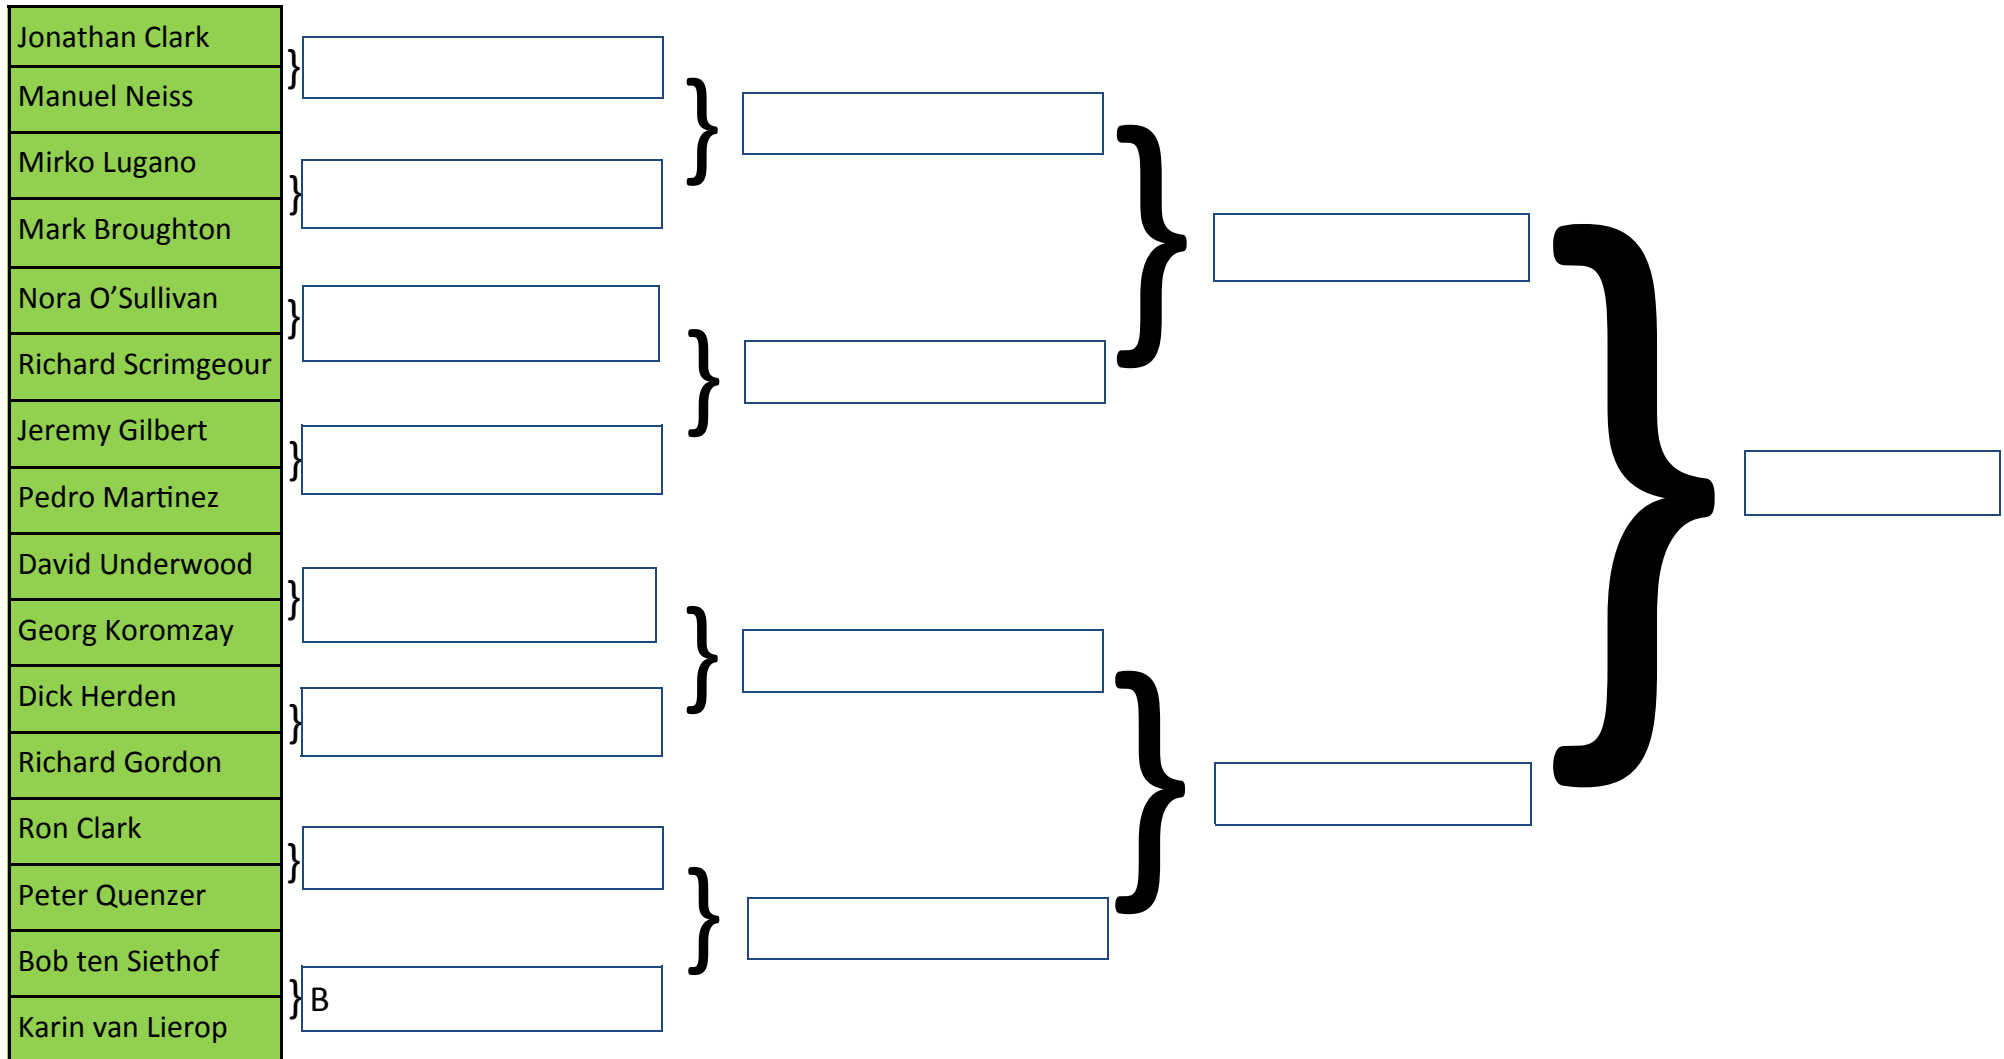 Jonathan Clark
Manuel Neiss
Mirko Lugano
Mark Broughton
Nora O’Sullivan
Richard Scrimgeour
Jeremy Gilbert
Pedro Martinez
David Underwood
Georg Koromzay
Dick Herden
Richard Gordon
Ron Clark
Peter Quenzer
Bob ten Siethof
B
Karin van Lierop